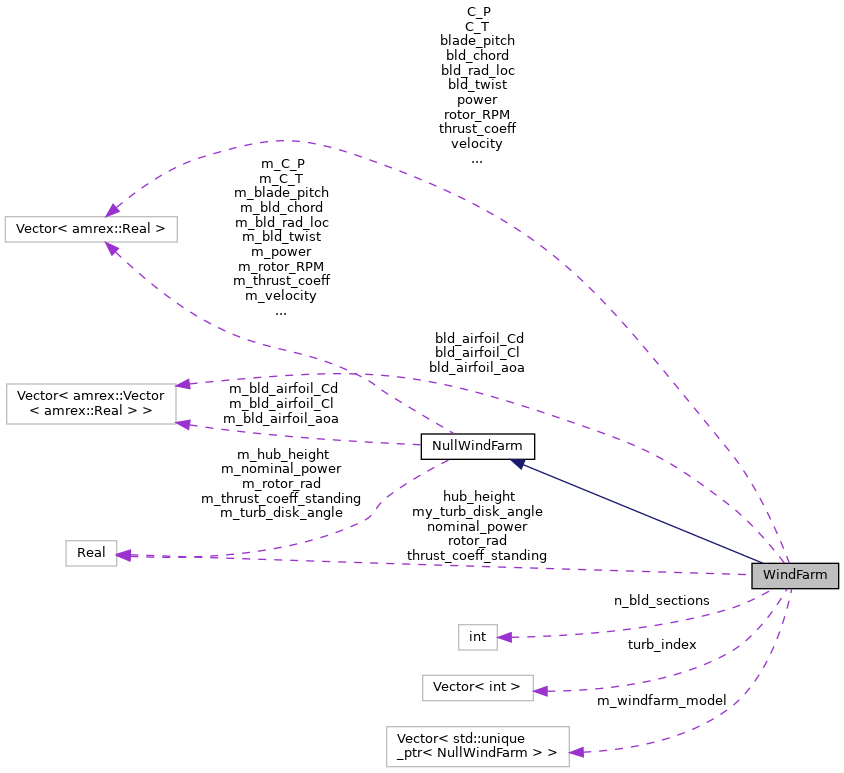 C_P
C_T
blade_pitch
bld_chord
bld_rad_loc
bld_twist
power
rotor_RPM
thrust_coeff
velocity
...
m_C_P
m_C_T
m_blade_pitch
m_bld_chord
m_bld_rad_loc
m_bld_twist
m_power
m_rotor_RPM
m_thrust_coeff
m_velocity
...
Vector< amrex::Real >
bld_airfoil_Cd
bld_airfoil_Cl
bld_airfoil_aoa
Vector< amrex::Vector
< amrex::Real > >
m_bld_airfoil_Cd
m_bld_airfoil_Cl
m_bld_airfoil_aoa
NullWindFarm
m_hub_height
m_nominal_power
m_rotor_rad
m_thrust_coeff_standing
m_turb_disk_angle
hub_height
my_turb_disk_angle
nominal_power
rotor_rad
thrust_coeff_standing
Real
WindFarm
n_bld_sections
int
turb_index
Vector< int >
m_windfarm_model
Vector< std::unique
_ptr< NullWindFarm > >